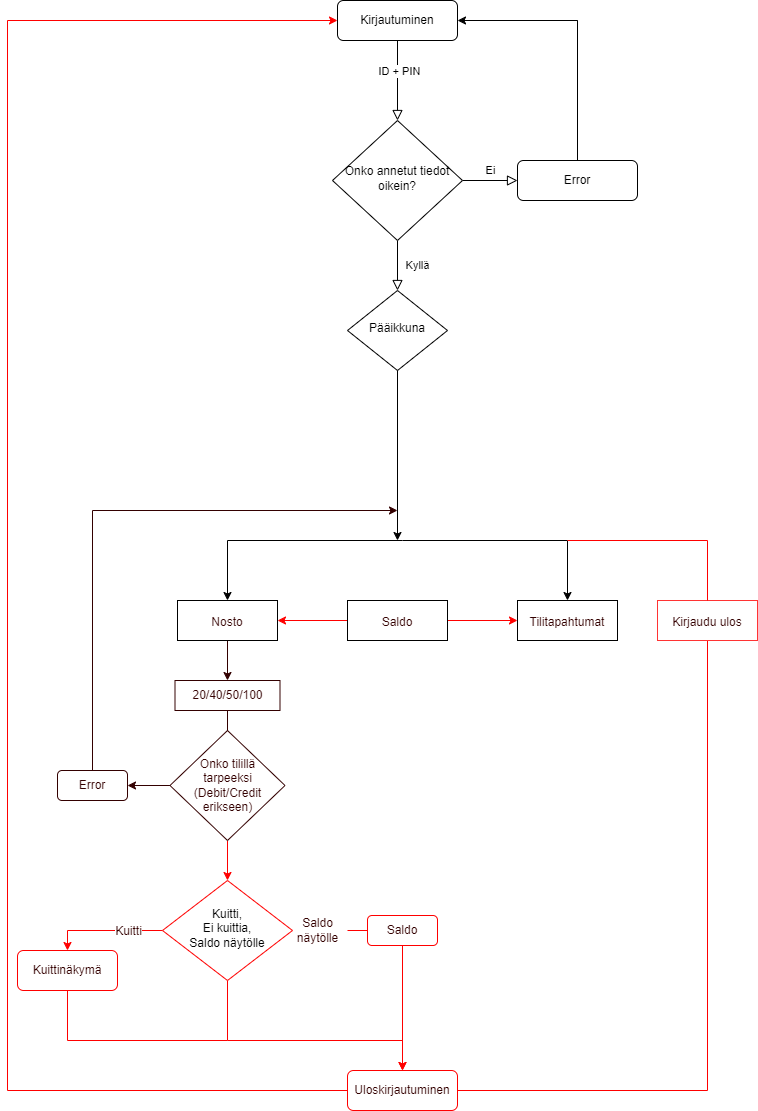 Kirjautuminen
ID + PIN
Onko annetut tiedot
oikein?
Ei
Error
Kyllä
Pääikkuna
Nosto
Saldo
Tilitapahtumat
Kirjaudu ulos
20/40/50/100
Onko tilillä
tarpeeksi
(Debit/Credit
erikseen)
Error
Kuitti,
Ei kuittia,
Saldo näytölle
Kuitti
Saldo
näytölle
Saldo
Kuittinäkymä
Uloskirjautuminen